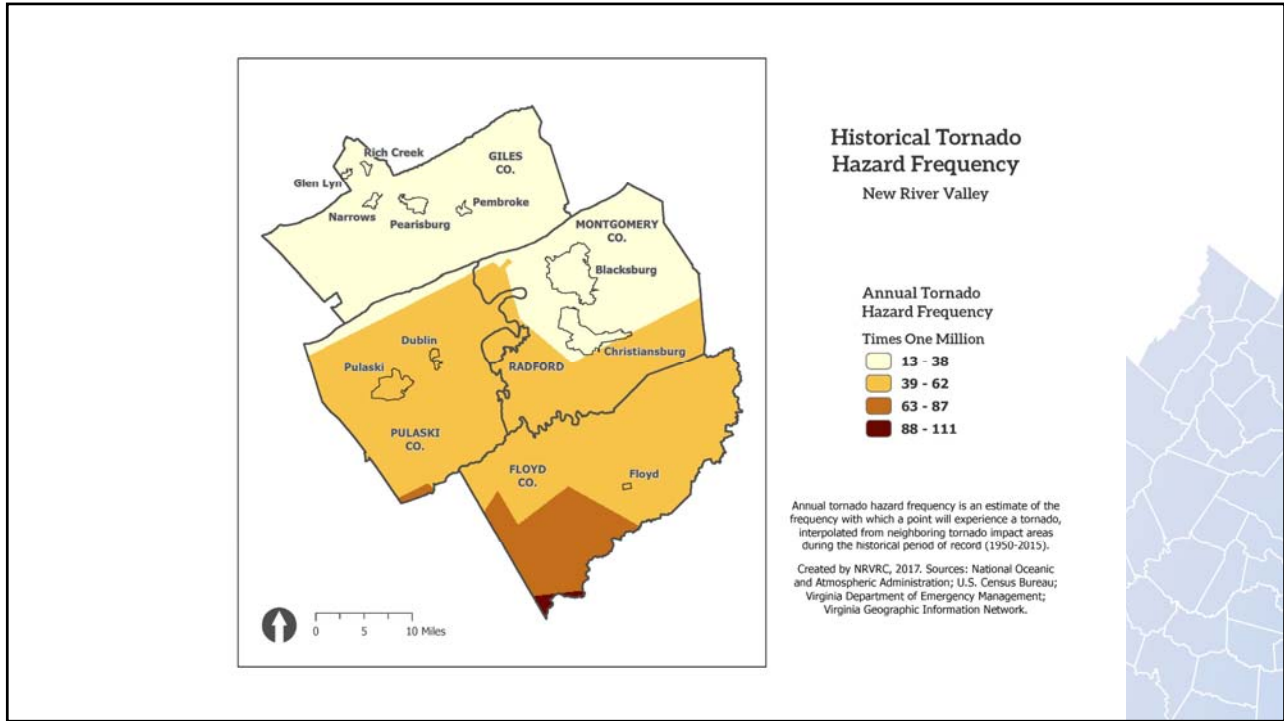 Historical Tornado
Hazard Frequency
New River Valley
Rich Creek
GILES
CO.
Glen Lyn
Narrows
Pearisburg
Pembroke
MONTGOMERY
CO.
Blacksburg
Dublin
Pulaski
RADFORD
Christiansburg
PULASKI
CO.
FLOYD
CO.
Floyd
0 5 10 Miles
Annual Tornado
Hazard Frequency
Times One Million
13 - 38
39 - 62
63 - 87
88 - 111
Annual tornado hazard frequency is an estimate of the
frequency with which a point will experience a tornado,
interpolated from neighboring tornado impact areas
during the historical period of record (1950-2015).
Created by NRVRC, 2017. Sources: National Oceanic
and Atmospheric Administration; U.S. Census Bureau;
Virginia Department of Emergency Management;
Virginia Geographic Information Network.